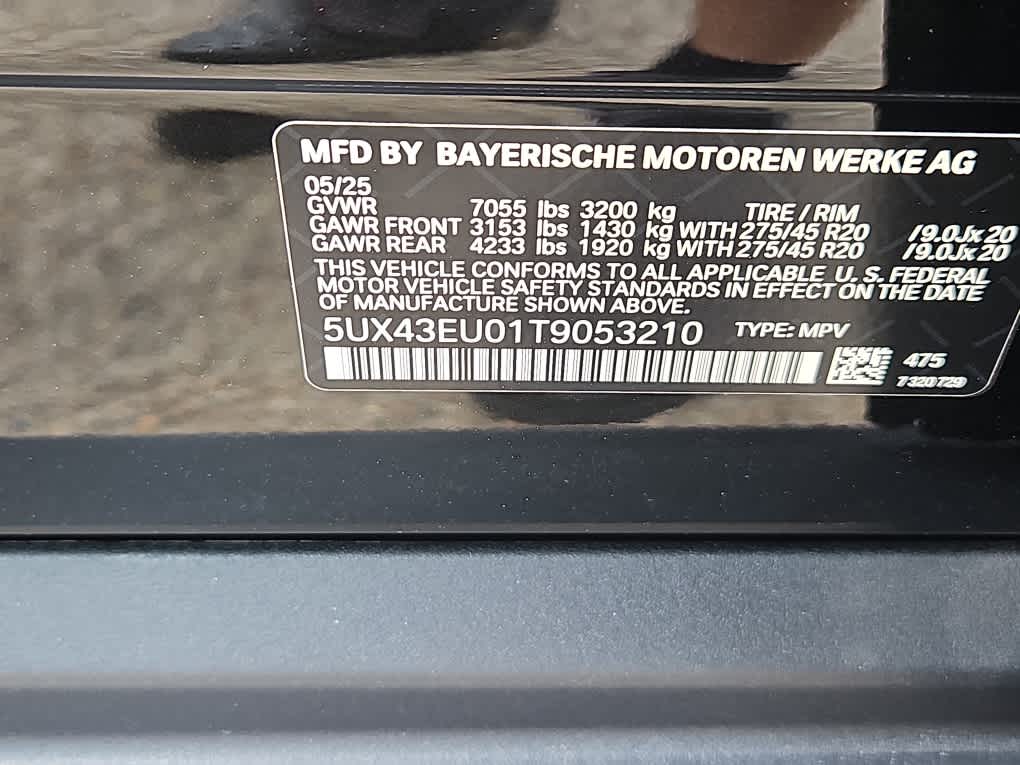 MFD BY BAYERISCHE MOTOREN WERKE AG
05/25
GVWR 7055 lbs 3200 kg TIRE / RIM
GAWR FRONT 3153 lbs 1430 kg WITH 275/45 R20 /9.0Jx20
GAWR REAR 4233 lbs 1920 kg WITH 275/45 R20 /9.0Jx20
THIS VEHICLE CONFORMS TO ALL APPLICABLE U.S. FEDERAL
MOTOR VEHICLE SAFETY STANDARDS IN EFFECT ON THE DATE
OF MANUFACTURE SHOWN ABOVE.
5UX43EU01T9053210 TYPE: MPV
475
7320729